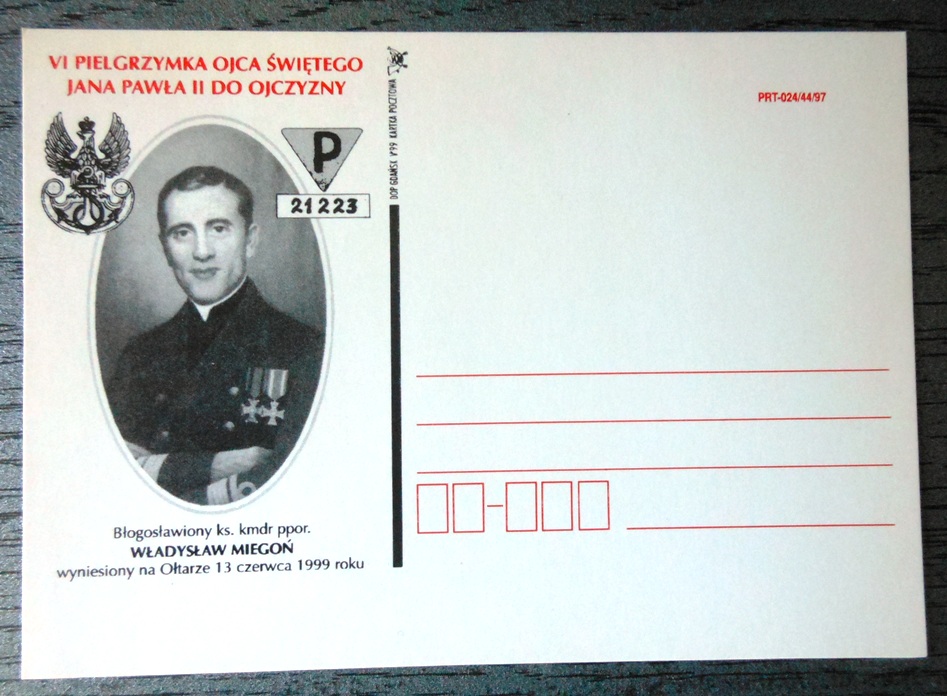 VI PIELGRZYMKA OJCA ŚWIĘTEGO
JANA PAWŁA II DO OJCZYZNY
P
21223
Błogosławiony ks. kmdr ppor.
WŁADYSŁAW MIEGOŃ
wyniesiony na Ołtarze 13 czerwca 1999 roku
DOP GDAŃSK V'99 KARTKA POCZTOWA
PRT-024/44/97